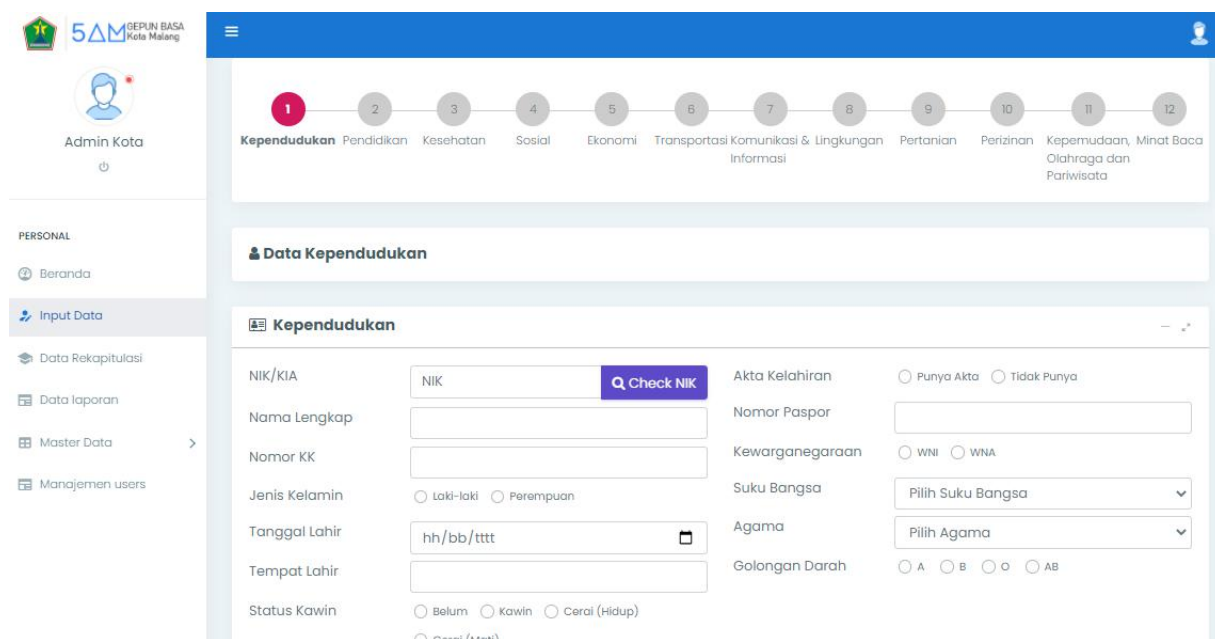 5AM GEPUN BASA
Kota Malang
Admin Kota
PERSONAL
Beranda
Input Data
Data Rekapitulasi
Data laporan
Master Data
Manajemen users
1 2 3 4 5 6 7 8 9 10 11 12
Kependudukan Pendidikan Kesehatan Sosial Ekonomi Transportasi Komunikasi & Lingkungan Pertanian Perizinan Kepemudaan, Minat Baca
Informasi Olahraga dan
Pariwisata
Data Kependudukan
Kependudukan
NIK/KIA NIK Check NIK
Nama Lengkap
Nomor KK
Jenis Kelamin Laki-laki Perempuan
Tanggal Lahir hh/bb/tttt
Tempat Lahir
Status Kawin Belum Kawin Cerai (Hidup)
Cerai (Mati)
Akta Kelahiran Punya Akta Tidak Punya
Nomor Paspor
Kewarganegaraan WNI WNA
Suku Bangsa Pilih Suku Bangsa
Agama Pilih Agama
Golongan Darah A B O AB